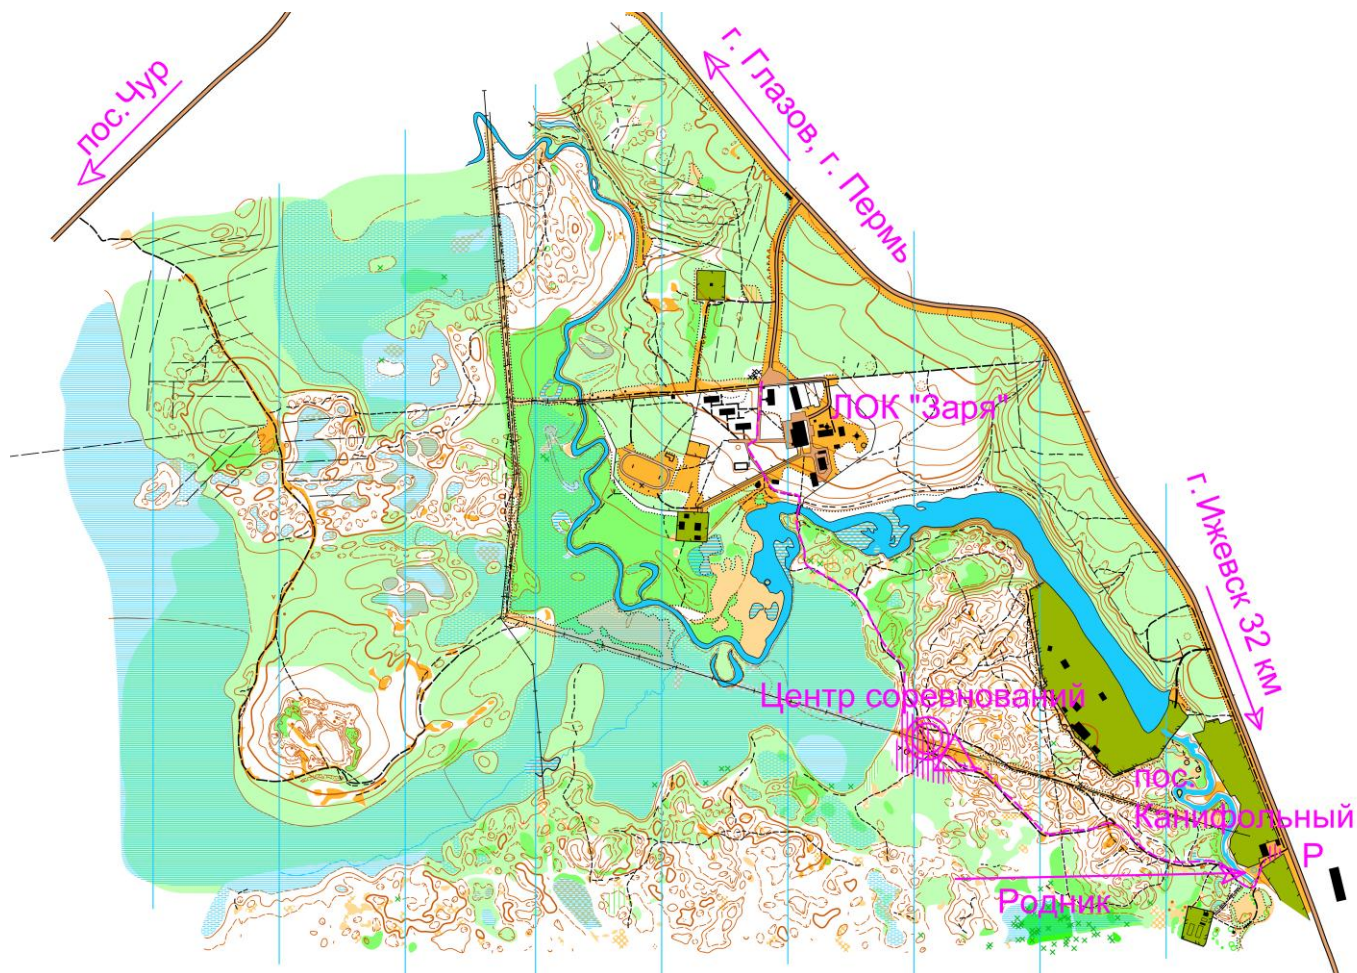 пос.Чур
г. Глазов, г. Пермь
ЛОК "Заря"
г. Ижевск 32 км
Центр соревнований
пос.
Канифольный
Р
Родник